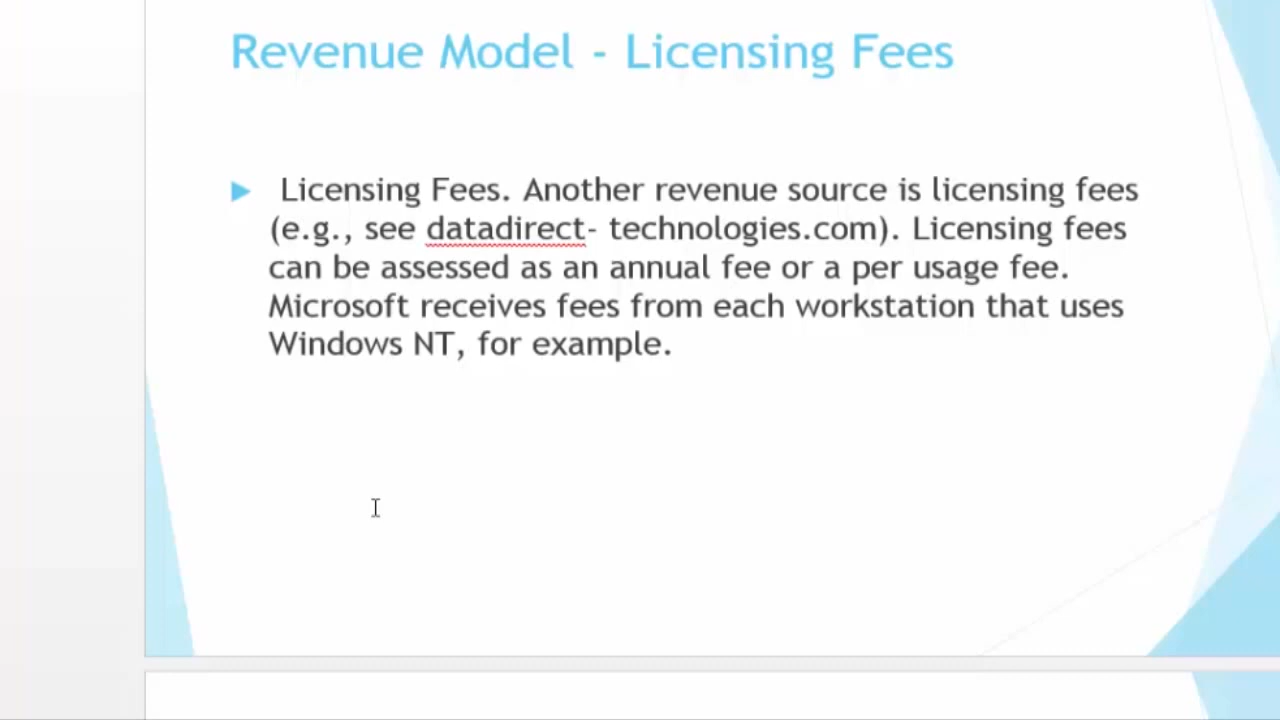 Revenue Model - Licensing Fees
Licensing Fees. Another revenue source is licensing fees
(e.g., see datadirect- technologies.com). Licensing fees
can be assessed as an annual fee or a per usage fee.
Microsoft receives fees from each workstation that uses
Windows NT, for example.